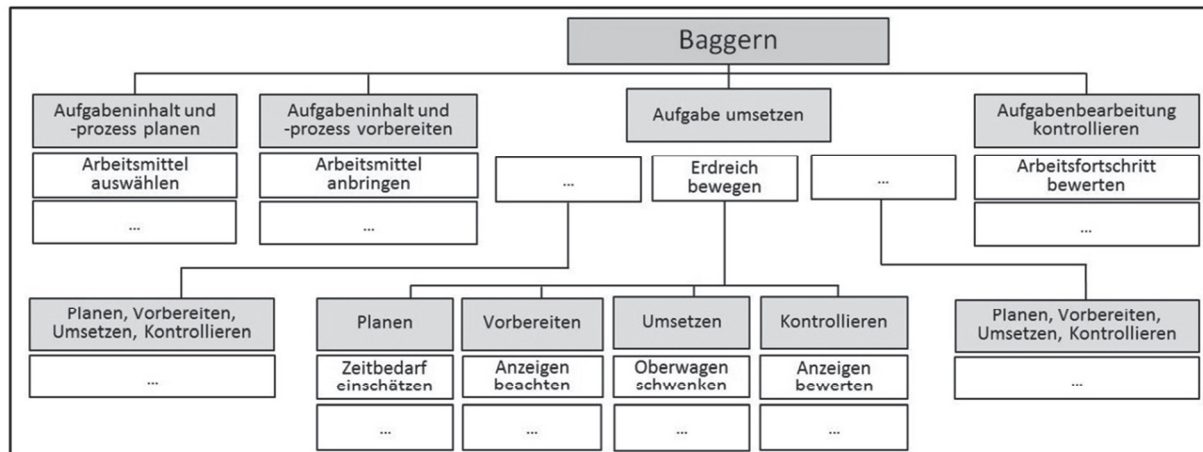 Baggern
Aufgabeninhalt und
-prozess planen
Arbeitsmittel
auswählen
...
Aufgabeninhalt und
-prozess vorbereiten
Arbeitsmittel
anbringen
...
Aufgabe umsetzen
...
Erdreich
bewegen
...
Aufgabenbearbeitung
kontrollieren
Arbeitsfortschritt
bewerten
...
Planen, Vorbereiten,
Umsetzen, Kontrollieren
...
Planen
Zeitbedarf
einschätzen
...
Vorbereiten
Anzeigen
beachten
...
Umsetzen
Oberwagen
schwenken
...
Kontrollieren
Anzeigen
bewerten
...
Planen, Vorbereiten,
Umsetzen, Kontrollieren
...